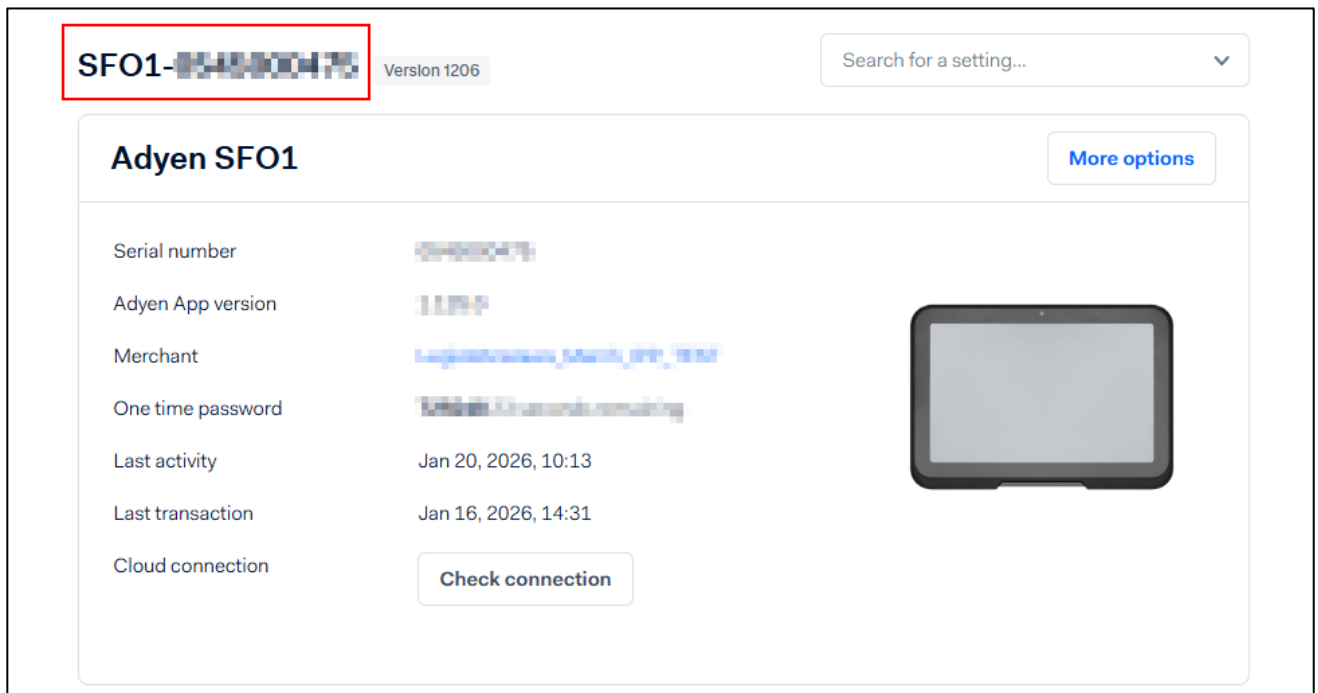 SFO1-
Version 1206
Search for a setting...
Adyen SFO1
More options
Serial number
Adyen App version
Merchant
One time password
Last activity Jan 20, 2026, 10:13
Last transaction Jan 16, 2026, 14:31
Cloud connection Check connection